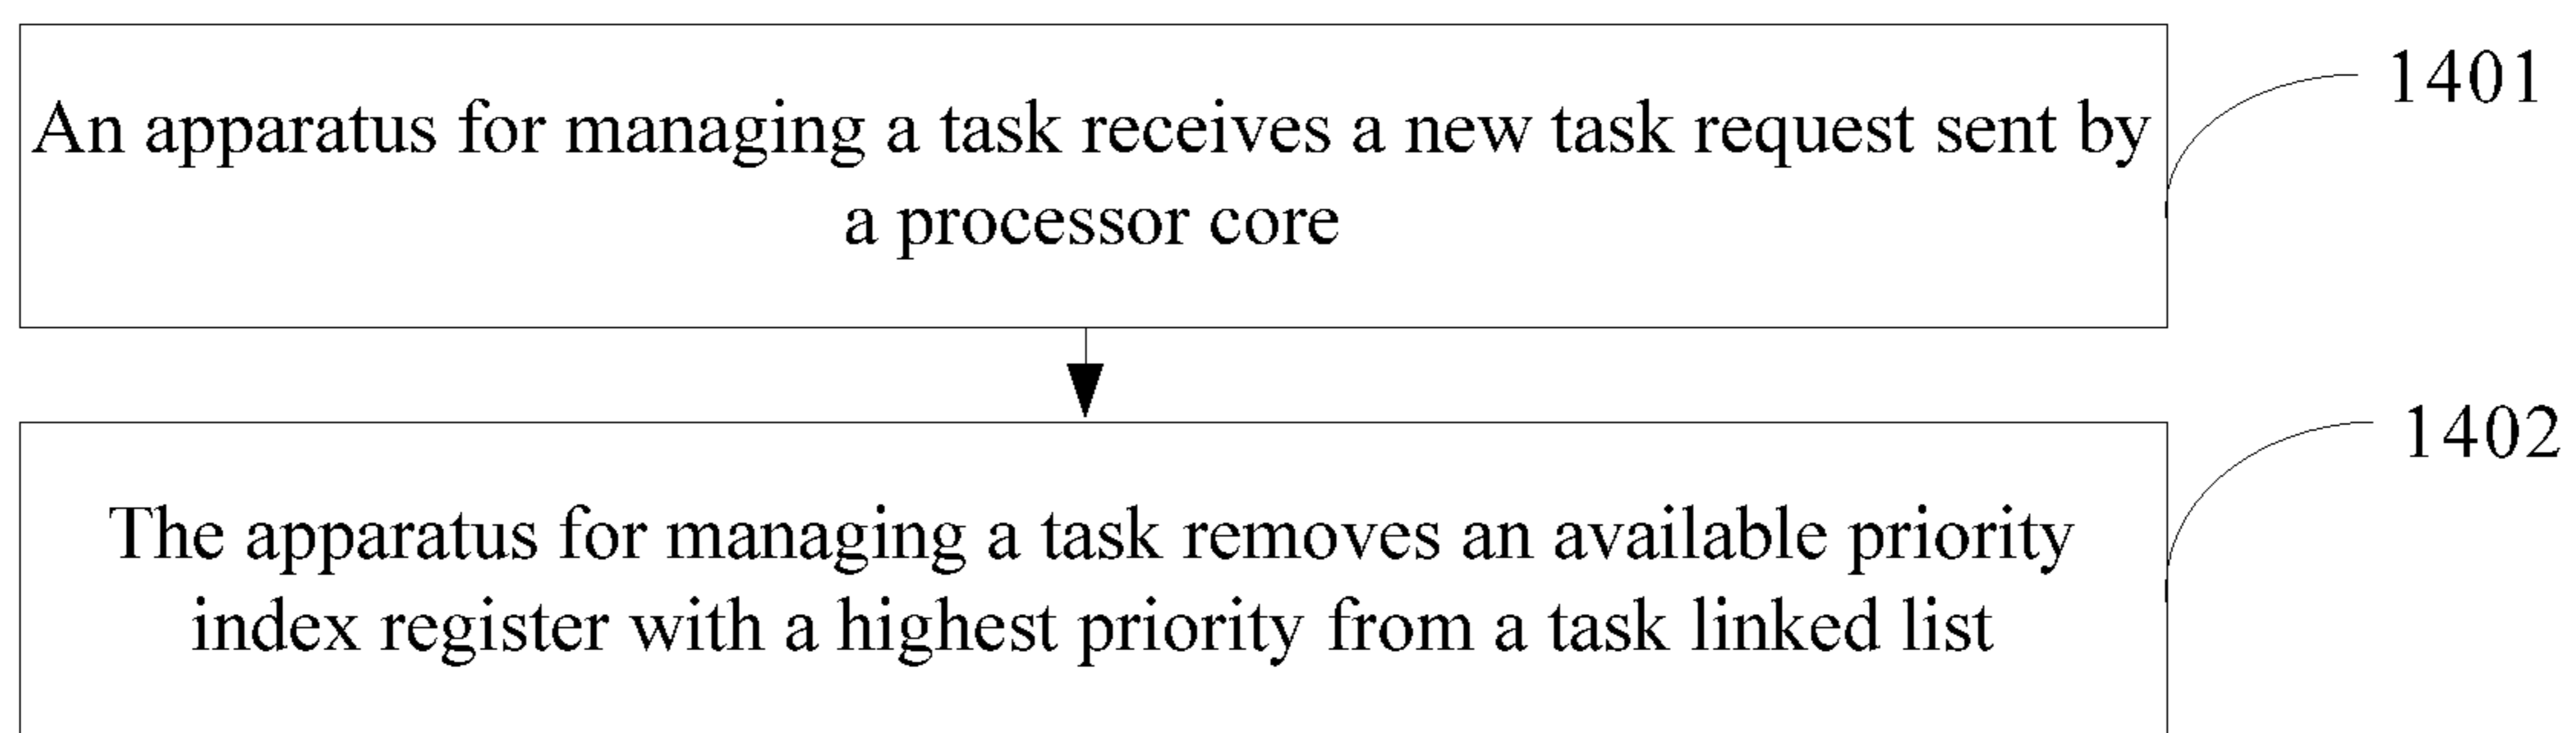 An apparatus for managing a task receives a new task request sent by
a processor core
1401
The apparatus for managing a task removes an available priority
index register with a highest priority from a task linked list
1402